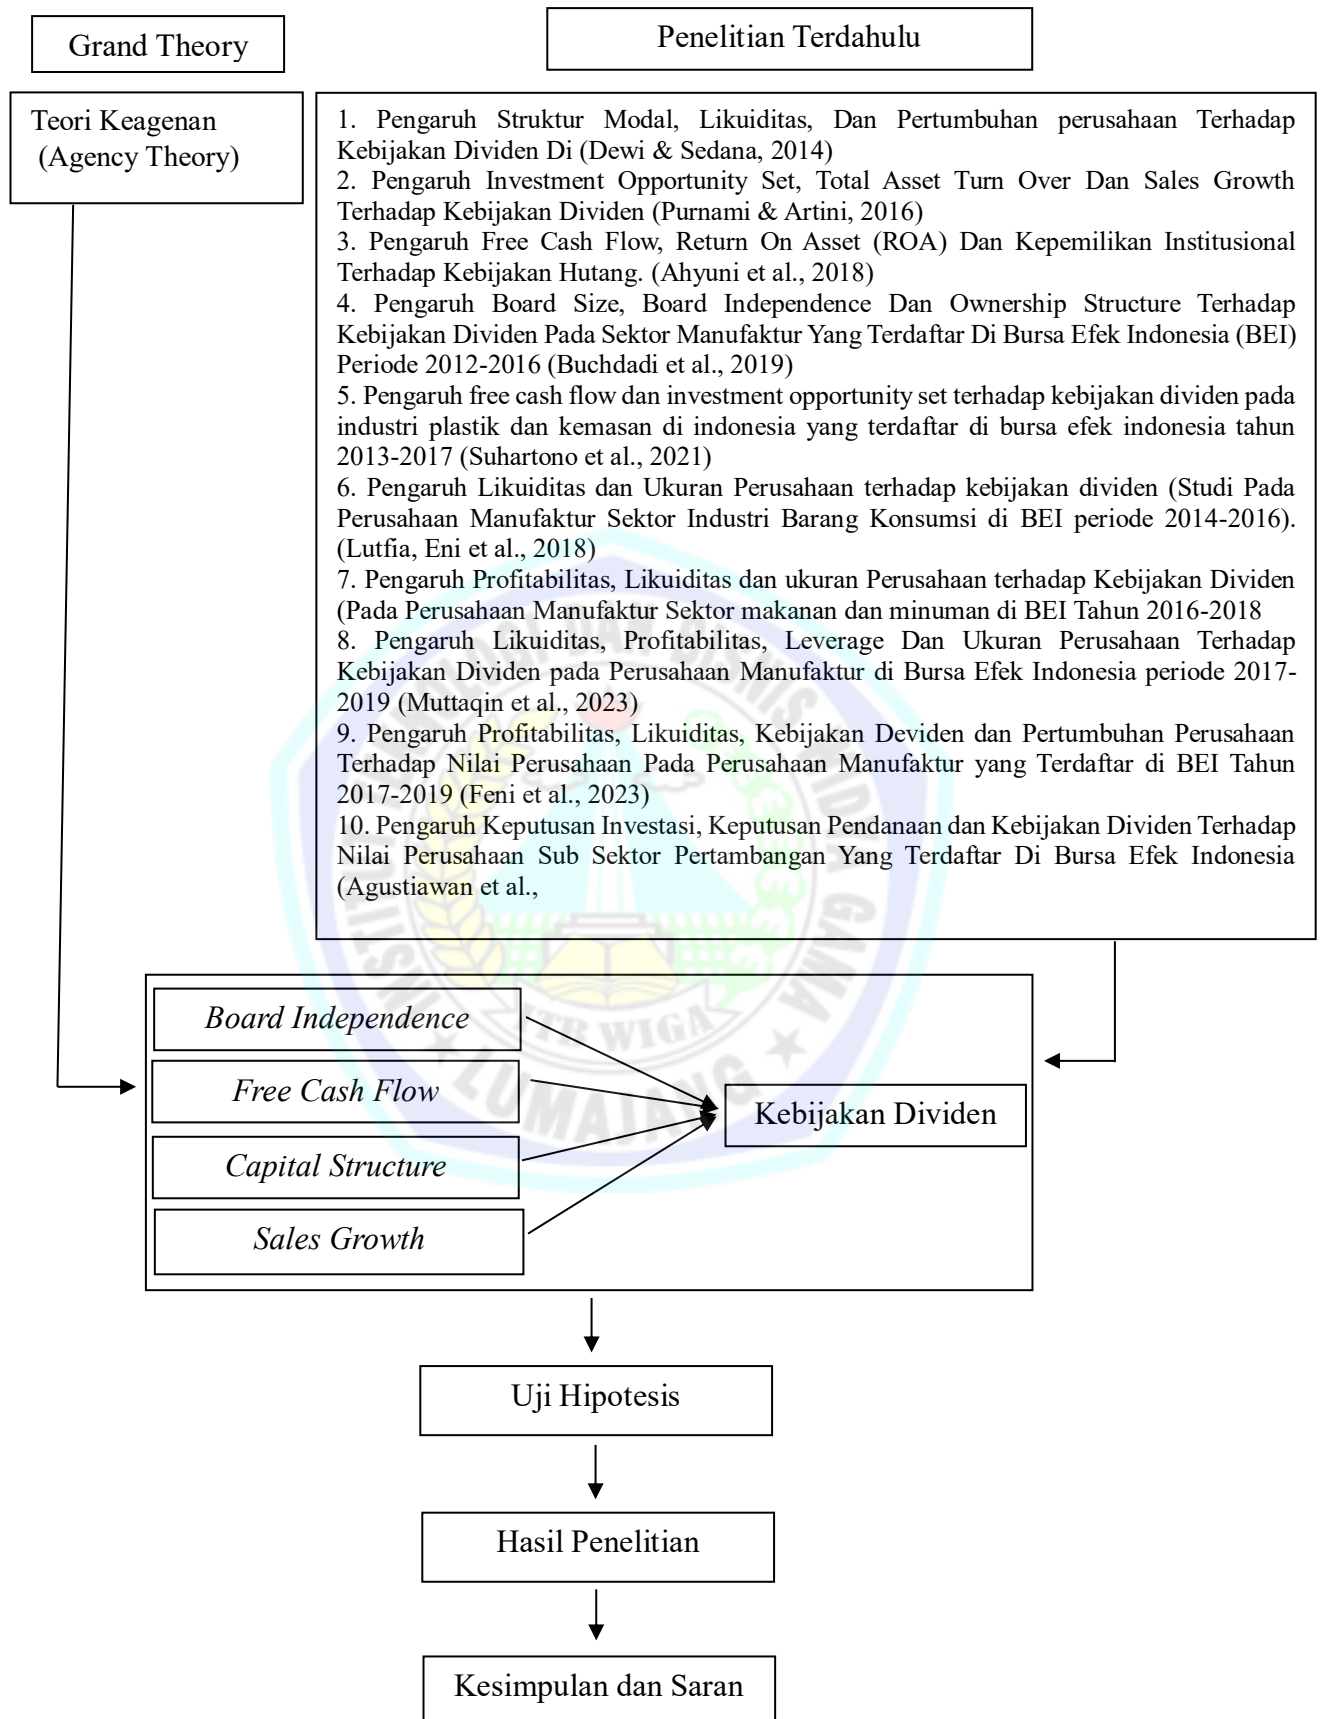 Grand Theory
Penelitian Terdahulu
Teori Keagenan
(Agency Theory)
1. Pengaruh Struktur Modal, Likuiditas, Dan Pertumbuhan perusahaan Terhadap
Kebijakan Dividen Di (Dewi & Sedana, 2014)
2. Pengaruh Investment Opportunity Set, Total Asset Turn Over Dan Sales Growth
Terhadap Kebijakan Dividen (Purnami & Artini, 2016)
3. Pengaruh Free Cash Flow, Return On Asset (ROA) Dan Kepemilikan Institusional
Terhadap Kebijakan Hutang. (Ahyuni et al., 2018)
4. Pengaruh Board Size, Board Independence Dan Ownership Structure Terhadap
Kebijakan Dividen Pada Sektor Manufaktur Yang Terdaftar Di Bursa Efek Indonesia (BEI)
Periode 2012-2016 (Buchdadi et al., 2019)
5. Pengaruh free cash flow dan investment opportunity set terhadap kebijakan dividen pada
industri plastik dan kemasan di indonesia yang terdaftar di bursa efek indonesia tahun
2013-2017 (Suhartono et al., 2021)
6. Pengaruh Likuiditas dan Ukuran Perusahaan terhadap kebijakan dividen (Studi Pada
Perusahaan Manufaktur Sektor Industri Barang Konsumsi di BEI periode 2014-2016).
(Lutfia, Eni et al., 2018)
7. Pengaruh Profitabilitas, Likuiditas dan ukuran Perusahaan terhadap Kebijakan Dividen
(Pada Perusahaan Manufaktur Sektor makanan dan minuman di BEI Tahun 2016-2018
8. Pengaruh Likuiditas, Profitabilitas, Leverage Dan Ukuran Perusahaan Terhadap
Kebijakan Dividen pada Perusahaan Manufaktur di Bursa Efek Indonesia periode 2017-
2019 (Muttaqin et al., 2023)
9. Pengaruh Profitabilitas, Likuiditas, Kebijakan Deviden dan Pertumbuhan Perusahaan
Terhadap Nilai Perusahaan Pada Perusahaan Manufaktur yang Terdaftar di BEI Tahun
2017-2019 (Feni et al., 2023)
10. Pengaruh Keputusan Investasi, Keputusan Pendanaan dan Kebijakan Dividen Terhadap
Nilai Perusahaan Sub Sektor Pertambangan Yang Terdaftar Di Bursa Efek Indonesia
(Agustiawan et al.,
INSTITUT TEKNOLOGI DAN BISNIS WIDYA GAMA
ITB WIGA
LUMAJANG
Board Independence
Free Cash Flow
Capital Structure
Sales Growth
Kebijakan Dividen
Uji Hipotesis
Hasil Penelitian
Kesimpulan dan Saran